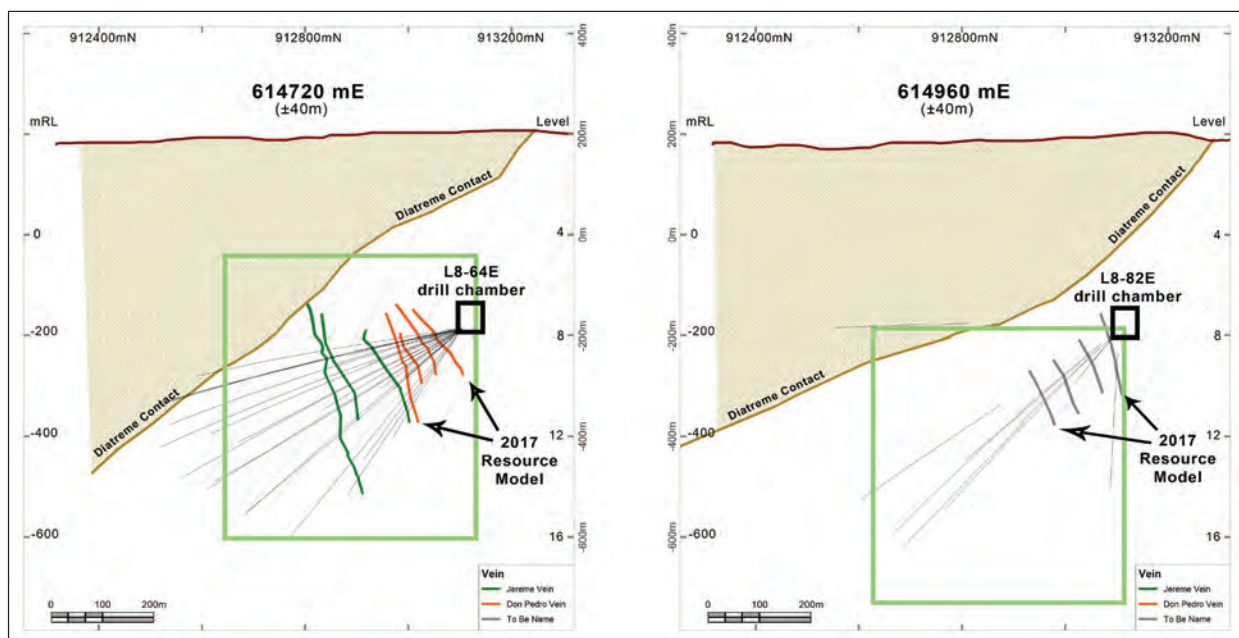 912400mN 912800mN 913200mN
400m
614720 mE
(±40m)
mRL
Level
200m
Diatreme Contact
0
4
0m
L8-64E
drill chamber
-200
8
-200m
Diatreme Contact
-400
12
-400m
2017
Resource
Model
-600
16
-600m
Vein
Jereme Vein
Don Pedro Vein
To Be Name
0 100 200m
912400mN 912800mN 913200mN
400m
614960 mE
(±40m)
mRL
Level
200m
Diatreme Contact
0
4
0m
L8-82E
drill chamber
-200
8
-200m
Diatreme Contact
-400
12
-400m
2017
Resource
Model
-600
16
-600m
Vein
Jereme Vein
Don Pedro Vein
To Be Name
0 100 200m